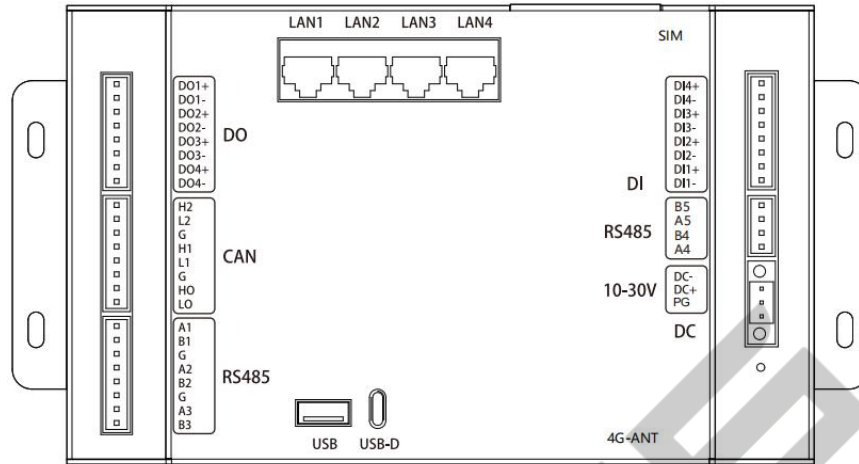 LAN1 LAN2 LAN3 LAN4
SIM
DO1+
DO1-
DO2+
DO2-
DO3+
DO3-
DO4+
DO4-
DO
H2
L2
G
H1
L1
G
HO
LO
CAN
A1
B1
G
A2
B2
G
A3
B3
RS485
USB USB-D
DI4+
DI4-
DI3+
DI3-
DI2+
DI2-
DI1+
DI1-
DI
B5
A5
B4
A4
RS485
DC-
DC+
PG
10-30V
DC
4G-ANT